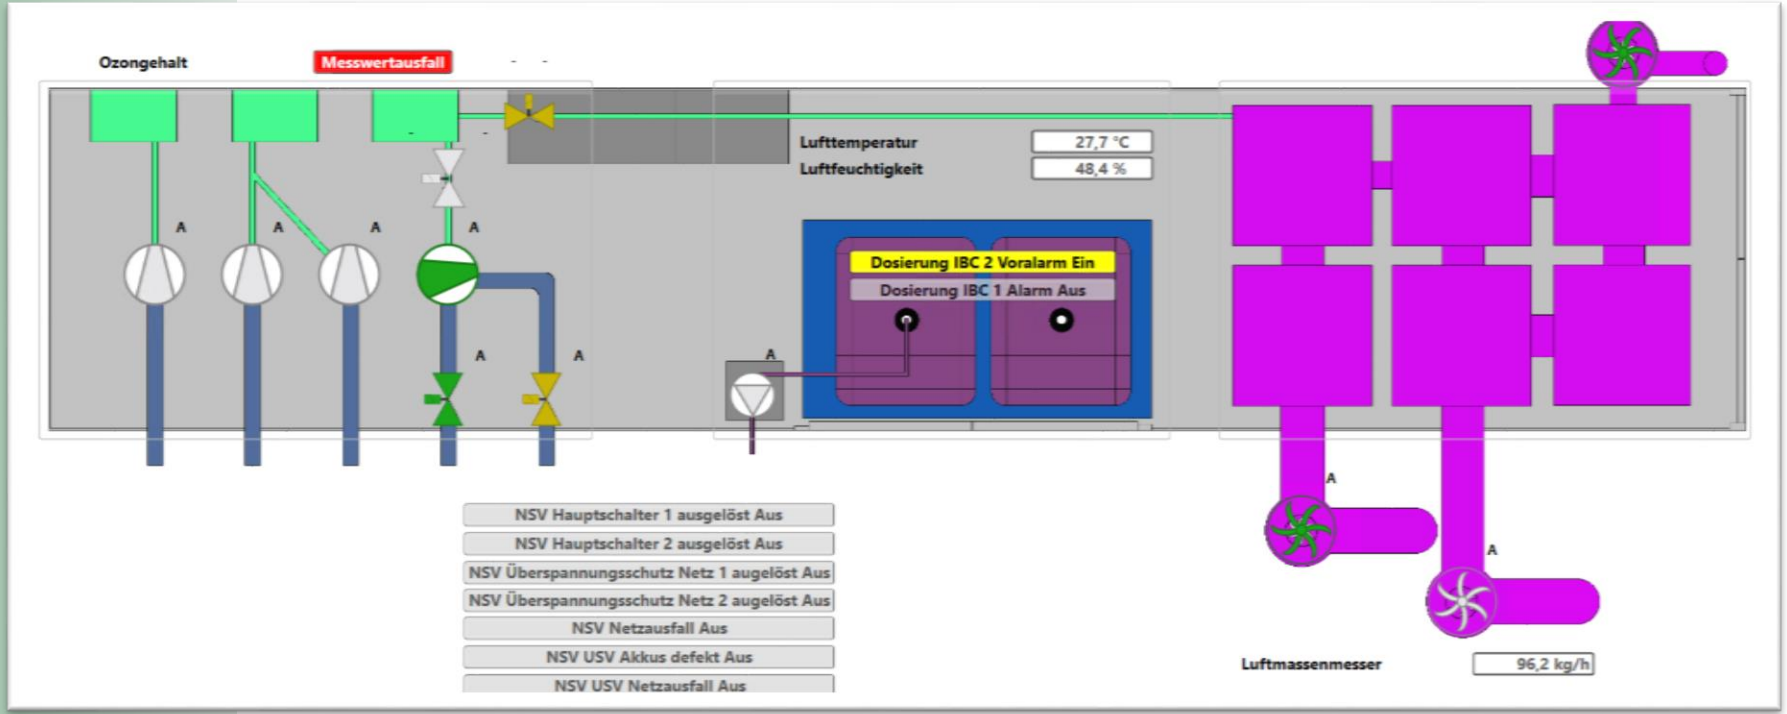 Ozongehalt Messwertausfall - -
Lufttemperatur 27,7 °C
Luftfeuchtigkeit 48,4 %
- -
A A A A
Dosierung IBC 2 Voralarm Ein
Dosierung IBC 1 Alarm Aus
A A A
A
NSV Hauptschalter 1 ausgelöst Aus
NSV Hauptschalter 2 ausgelöst Aus
A
NSV Überspannungsschutz Netz 1 augelöst Aus
NSV Überspannungsschutz Netz 2 augelöst Aus
NSV Netzausfall Aus
NSV USV Akkus defekt Aus
NSV USV Netzausfall Aus
Luftmassenmesser 96,2 kg/h